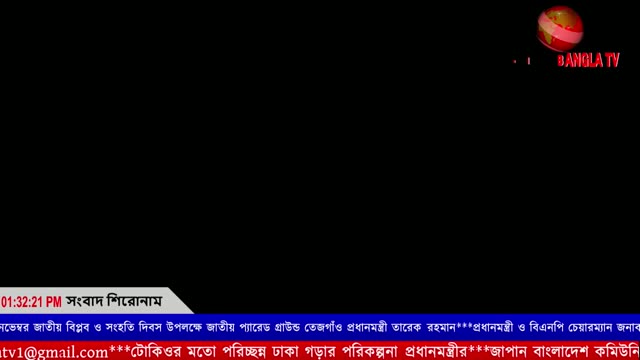 BANGLA TV
01:32:21 PM সংবাদ শিরোনাম
নভেম্বর জাতীয় বিপ্লব ও সংহতি দিবস উপলক্ষে জাতীয় প্যারেড গ্রাউন্ড তেজগাঁও প্রধানমন্ত্রী তারেক রহমান***প্রধানমন্ত্রী ও বিএনপি চেয়ারম্যান জনাব
atv1@gmail.com***টোকিওর মতো পরিচ্ছন্ন ঢাকা গড়ার পরিকল্পনা প্রধানমন্ত্রীর***জাপান বাংলাদেশ কমিউনি